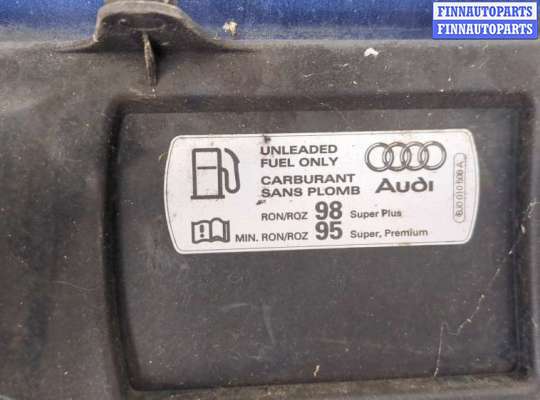 FINNAUTOPARTS
FINNAUTOPARTS
UNLEADED
FUEL ONLY
CARBURANT
SANS PLOMB
Audi
RON/ROZ 98 Super Plus
MIN. RON/ROZ 95 Super, Premium